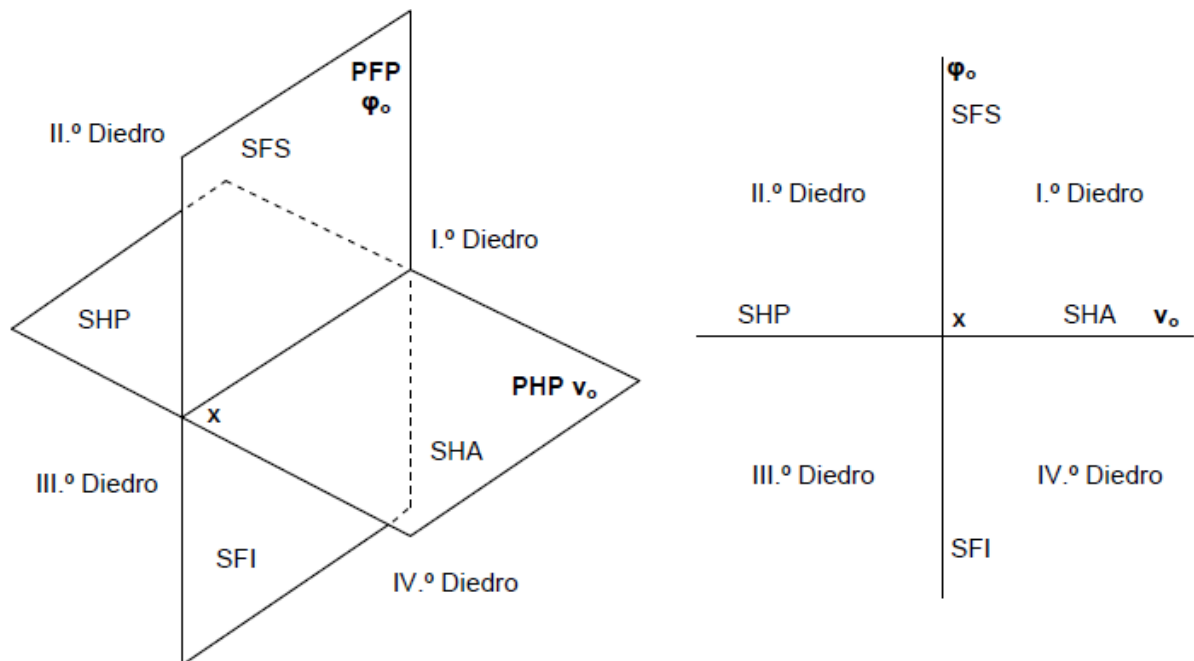 PFP
φₒ
II.º Diedro
SFS
I.º Diedro
SHP
PHP νₒ
x
SHA
III.º Diedro
SFI
IV.º Diedro
φₒ
SFS
II.º Diedro
I.º Diedro
SHP
x
SHA
νₒ
III.º Diedro
IV.º Diedro
SFI